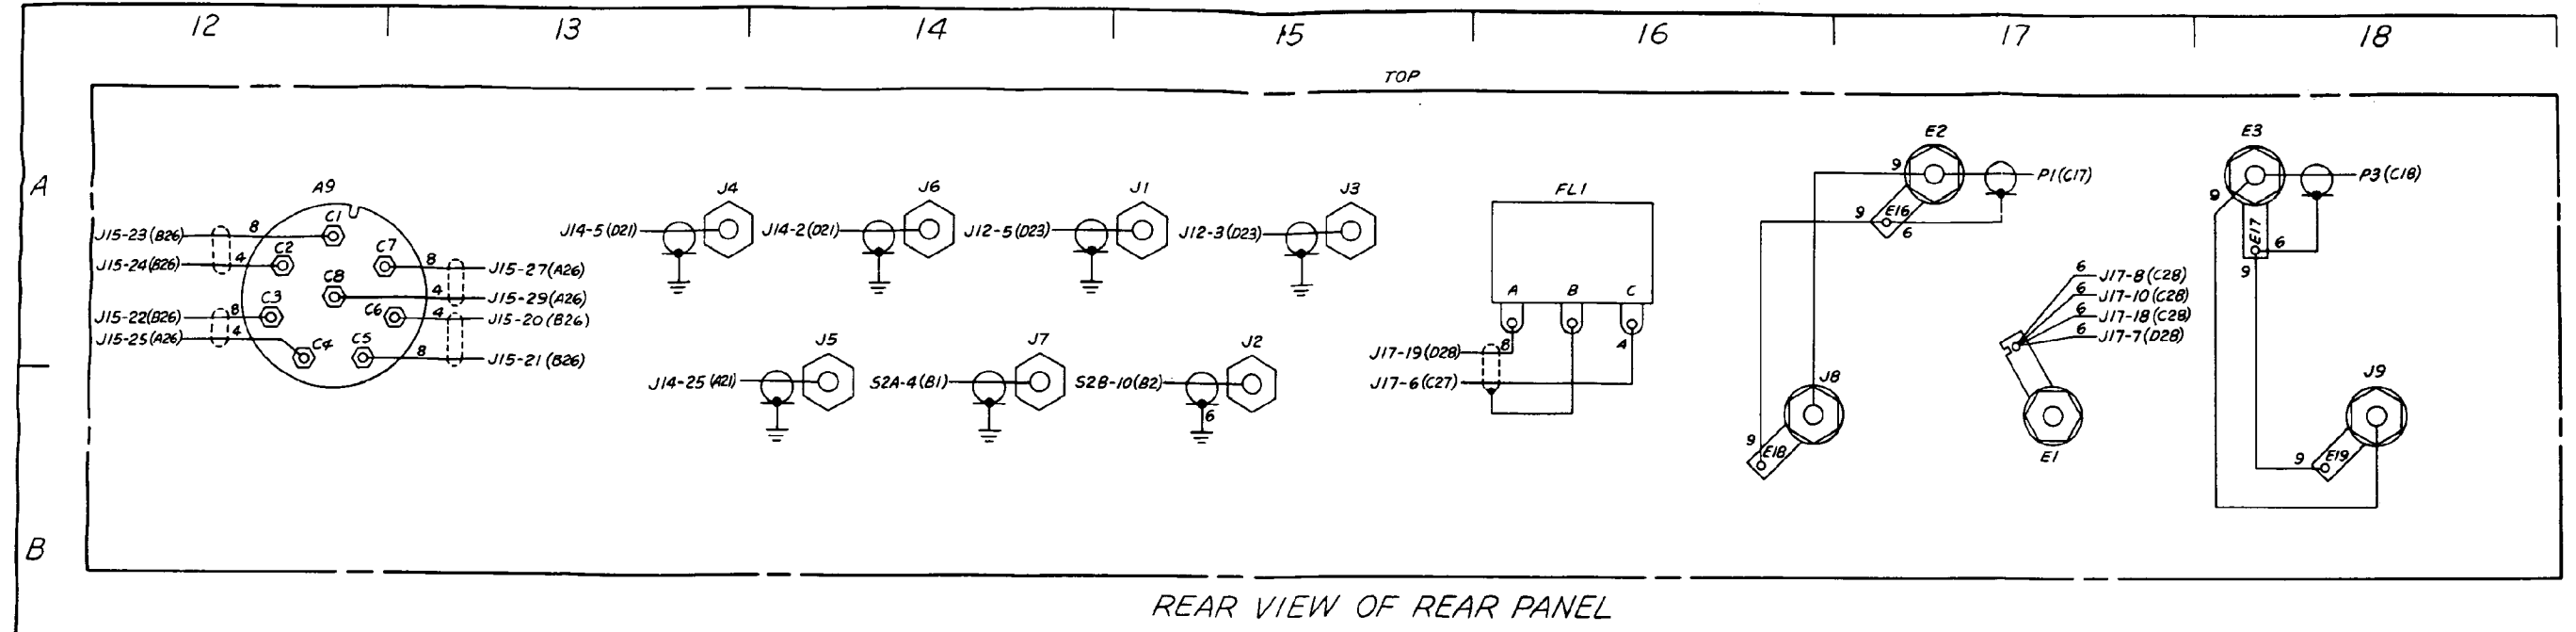 12 13 14 15 16 17 18
TOP
A
B
A9
C1
C2
C7
C8
C3
C6
C4
C5
J15-23(B26) 8
J15-24(B26) 4
J15-22(B26) 8
J15-25(A26) 4
8 J15-27(A26)
4 J15-29(A26)
4 J15-20(B26)
8 J15-21(B26)
J4
J14-5(D21)
J6
J14-2(D21)
J1
J12-5(D23)
J3
J12-3(D23)
J5
J14-25(A21)
J7
S2A-4(B1)
J2
S2B-10(B2)
6
FL1
A B C
J17-19(D28) 8
J17-6(C27)
4
E2
9
P1(C17)
9 E16
6
J8
9
E18
6 J17-8(C28)
6 J17-10(C28)
6 J17-18(C28)
6 J17-7(D28)
E1
E3
P3(C18)
9
E17
6
9
J9
9 E19
REAR VIEW OF REAR PANEL